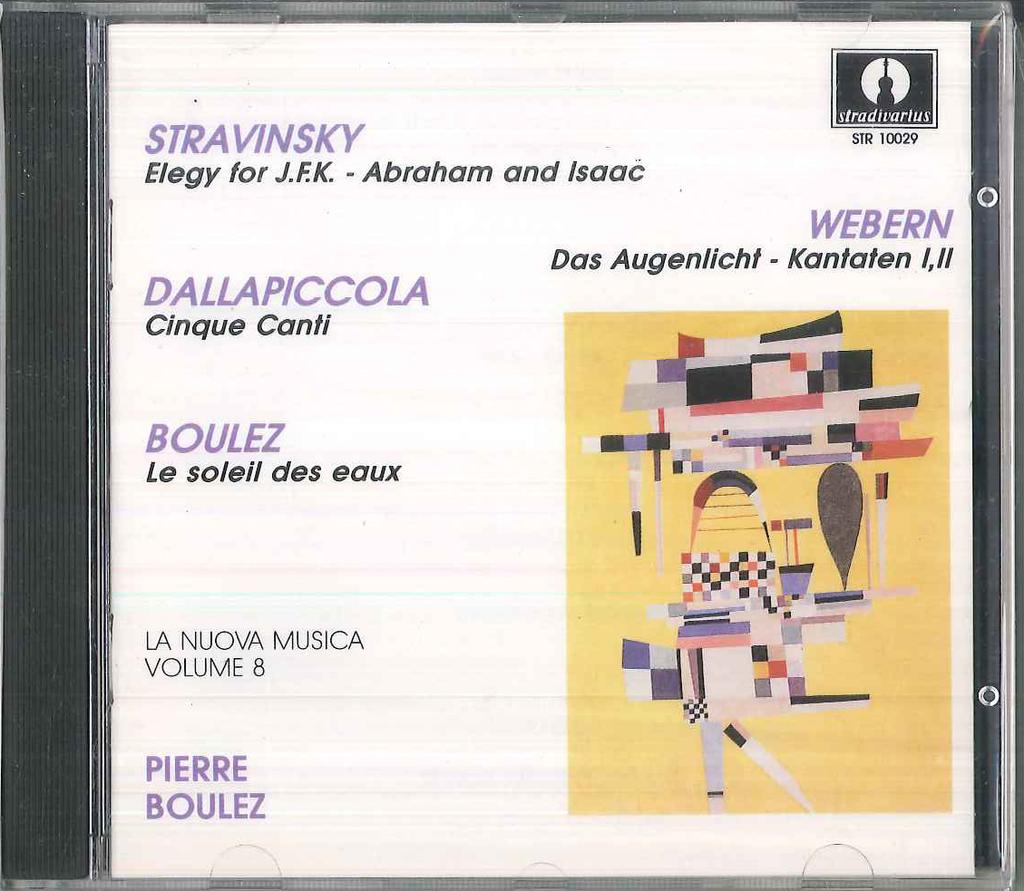 stradivarius
STR 10029
STRAVINSKY
Elegy for J.F.K. - Abraham and Isaac
WEBERN
Das Augenlicht - Kantaten I,II
DALLAPICCOLA
Cinque Canti
BOULEZ
Le soleil des eaux
LA NUOVA MUSICA
VOLUME 8
PIERRE
BOULEZ